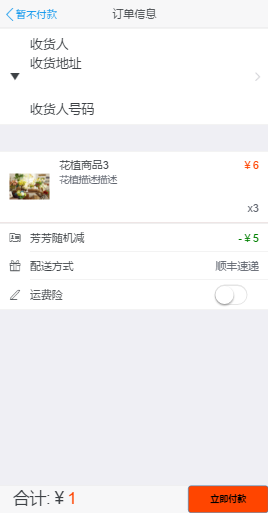 暂不付款 订单信息
收货人
收货地址
收货人号码
花植商品3 ¥ 6
花植描述描述
x3
芳芳随机减 -¥ 5
配送方式 顺丰速递
运费险
合计: ¥ 1 立即付款